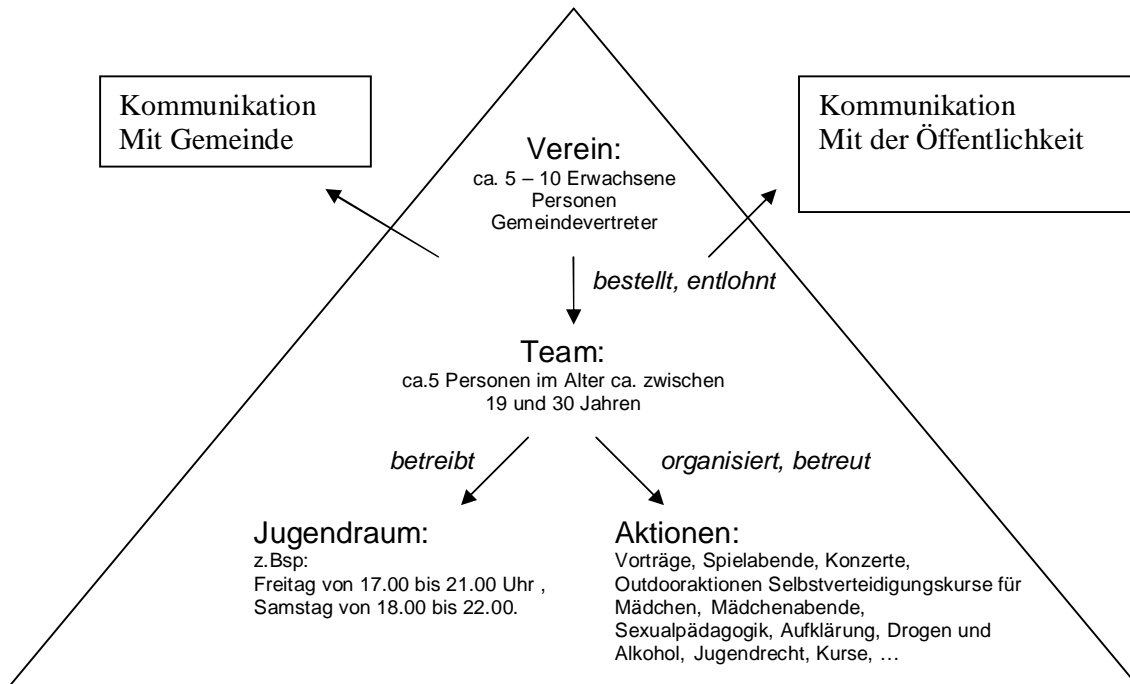 Kommunikation
Mit Gemeinde
Kommunikation
Mit der Öffentlichkeit
Verein:
ca. 5 – 10 Erwachsene
Personen
Gemeindevertreter
bestellt, entlohnt
Team:
ca.5 Personen im Alter ca. zwischen
19 und 30 Jahren
betreibt
organisiert, betreut
Jugendraum:
z.Bsp:
Freitag von 17.00 bis 21.00 Uhr ,
Samstag von 18.00 bis 22.00.
Aktionen:
Vorträge, Spielabende, Konzerte,
Outdooraktionen Selbstverteidigungskurse für
Mädchen, Mädchenabende,
Sexualpädagogik, Aufklärung, Drogen und
Alkohol, Jugendrecht, Kurse, …